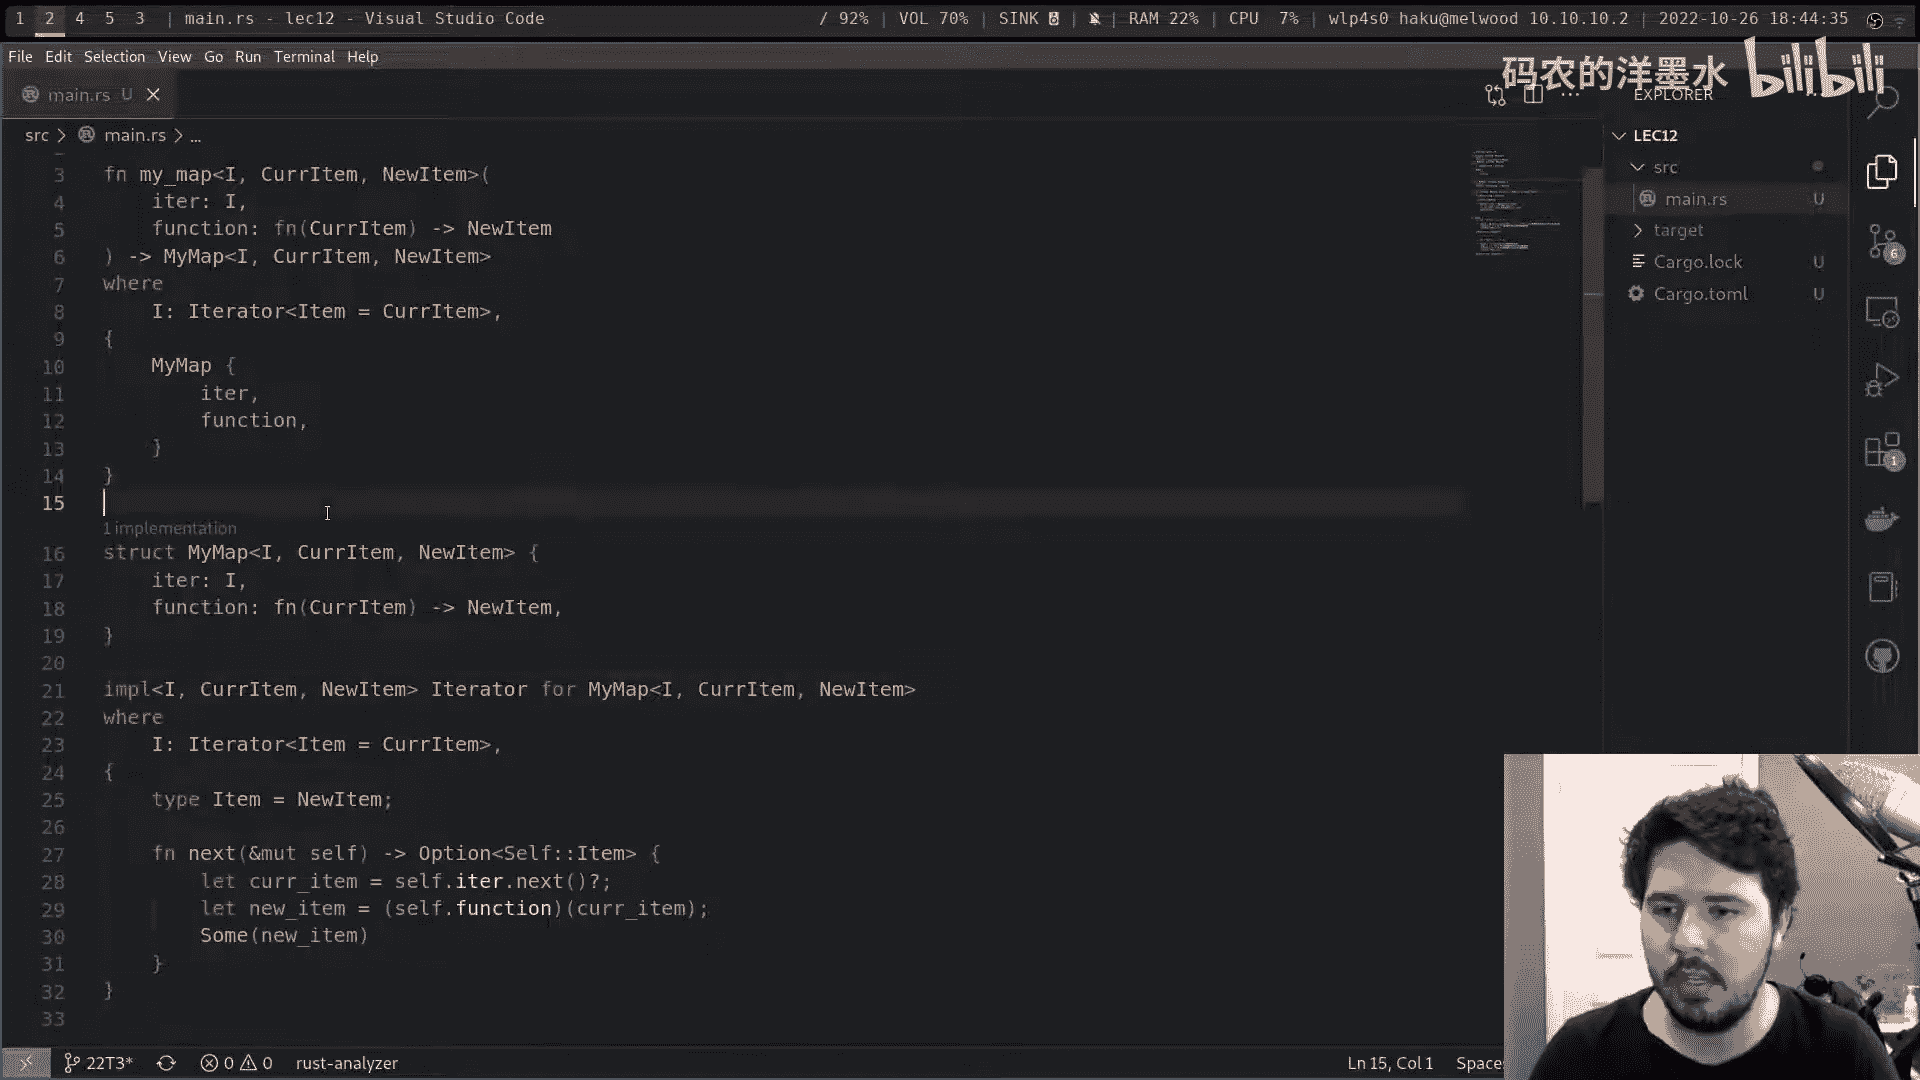 1 2 4 5 3 | main.rs - lec12 - Visual Studio Code
/ 92% | VOL 70% | SINK | | RAM 22% | CPU 7% | wlp4s0 haku@melwood 10.10.10.2 | 2022-10-26 18:44:35
File Edit Selection View Go Run Terminal Help
码农的洋墨水 bilibili
main.rs U
EXPLORER
src > main.rs > ...
LEC12
src
main.rs U
target
Cargo.lock U
Cargo.toml U
6
1
3 fn my_map<I, CurrItem, NewItem>(
4 iter: I,
5 function: fn(CurrItem) -> NewItem
6 ) -> MyMap<I, CurrItem, NewItem>
7 where
8 I: Iterator<Item = CurrItem>,
9 {
10 MyMap {
11 iter,
12 function,
13 }
14 }
15
1 implementation
16 struct MyMap<I, CurrItem, NewItem> {
17 iter: I,
18 function: fn(CurrItem) -> NewItem,
19 }
20
21 impl<I, CurrItem, NewItem> Iterator for MyMap<I, CurrItem, NewItem>
22 where
23 I: Iterator<Item = CurrItem>,
24 {
25 type Item = NewItem;
26
27 fn next(&mut self) -> Option<Self::Item> {
28 let curr_item = self.iter.next()?;
29 let new_item = (self.function)(curr_item);
30 Some(new_item)
31 }
32 }
33
22T3* 0 0 rust-analyzer
Ln 15, Col 1 Spaces